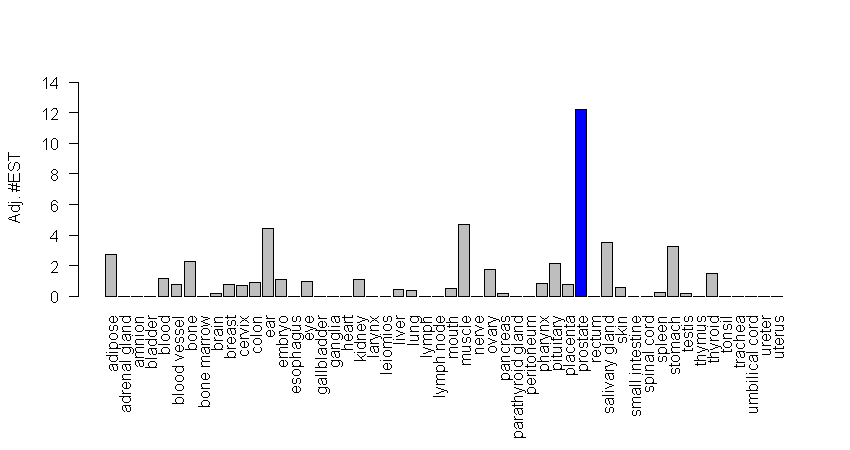 Adj. #EST
14
12
10
8
6
4
2
0
adipose
adrenal gland
amnion
bladder
blood
blood vessel
bone
bone marrow
brain
breast
cervix
colon
ear
embryo
esophagus
eye
gallbladder
ganglia
heart
kidney
larynx
leiomios
liver
lung
lymph
lymph node
mouth
muscle
nerve
ovary
pancreas
parathyroid gland
peritoneum
pharynx
pituitary
placenta
prostate
rectum
salivary gland
skin
small intestine
spinal cord
spleen
stomach
testis
thymus
thyroid
tonsil
trachea
umbilical cord
ureter
uterus